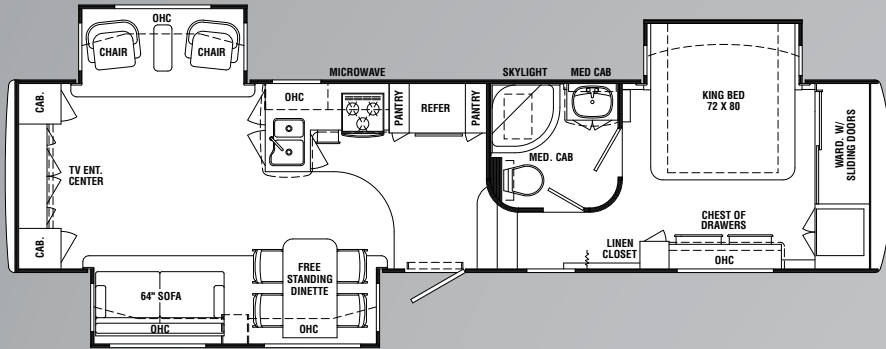 OHC
CHAIR
CHAIR
MICROWAVE
SKYLIGHT
MED CAB
CAB.
OHC
PANTRY
REFER
PANTRY
KING BED
72 X 80
WARD. W/
SLIDING DOORS
TV ENT.
CENTER
MED. CAB
CAB.
CHEST OF
DRAWERS
LINEN
CLOSET
OHC
64" SOFA
OHC
FREE
STANDING
DINETTE
OHC